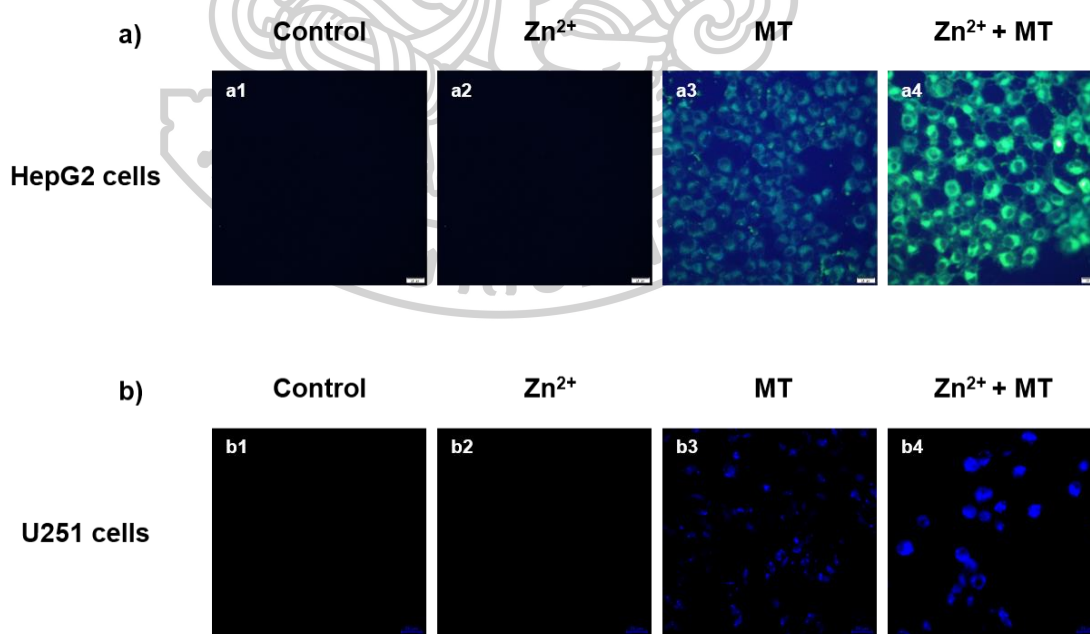 a)
Control
Zn²⁺
MT
Zn²⁺ + MT
HepG2 cells
a1
a2
a3
a4
b)
Control
Zn²⁺
MT
Zn²⁺ + MT
U251 cells
b1
b2
b3
b4